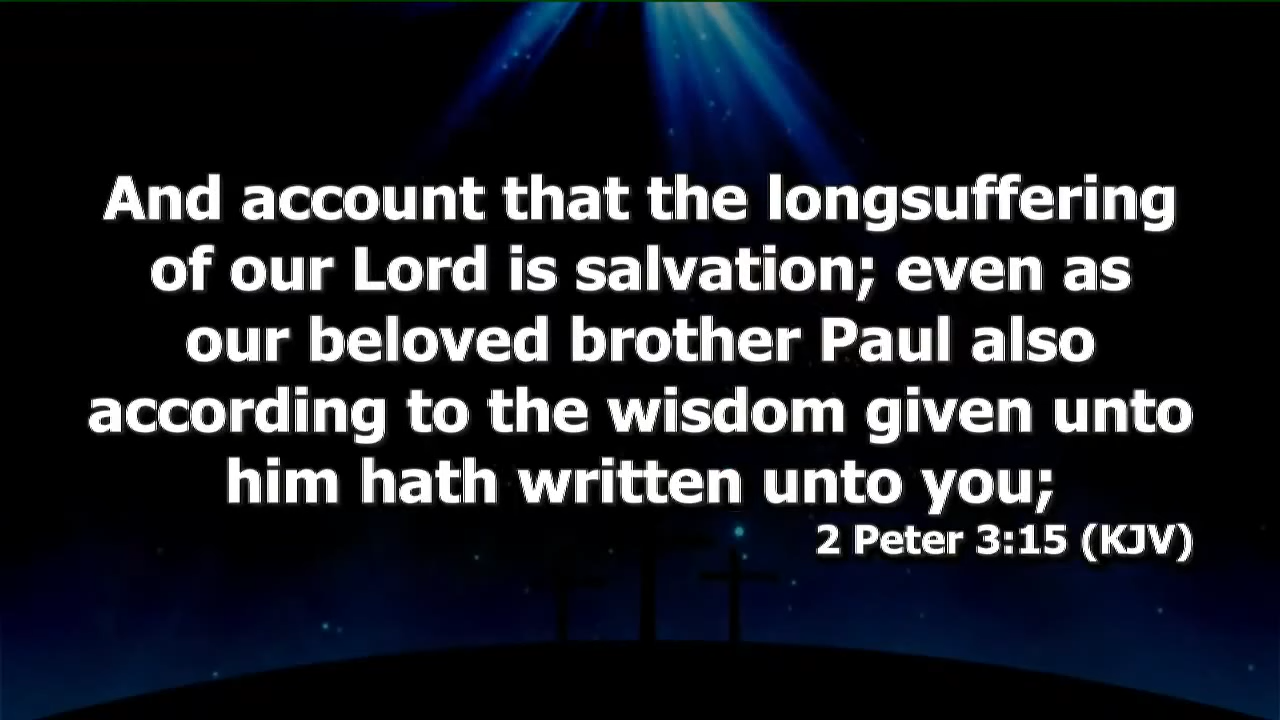 And account that the longsuffering
of our Lord is salvation; even as
our beloved brother Paul also
according to the wisdom given unto
him hath written unto you;
2 Peter 3:15 (KJV)